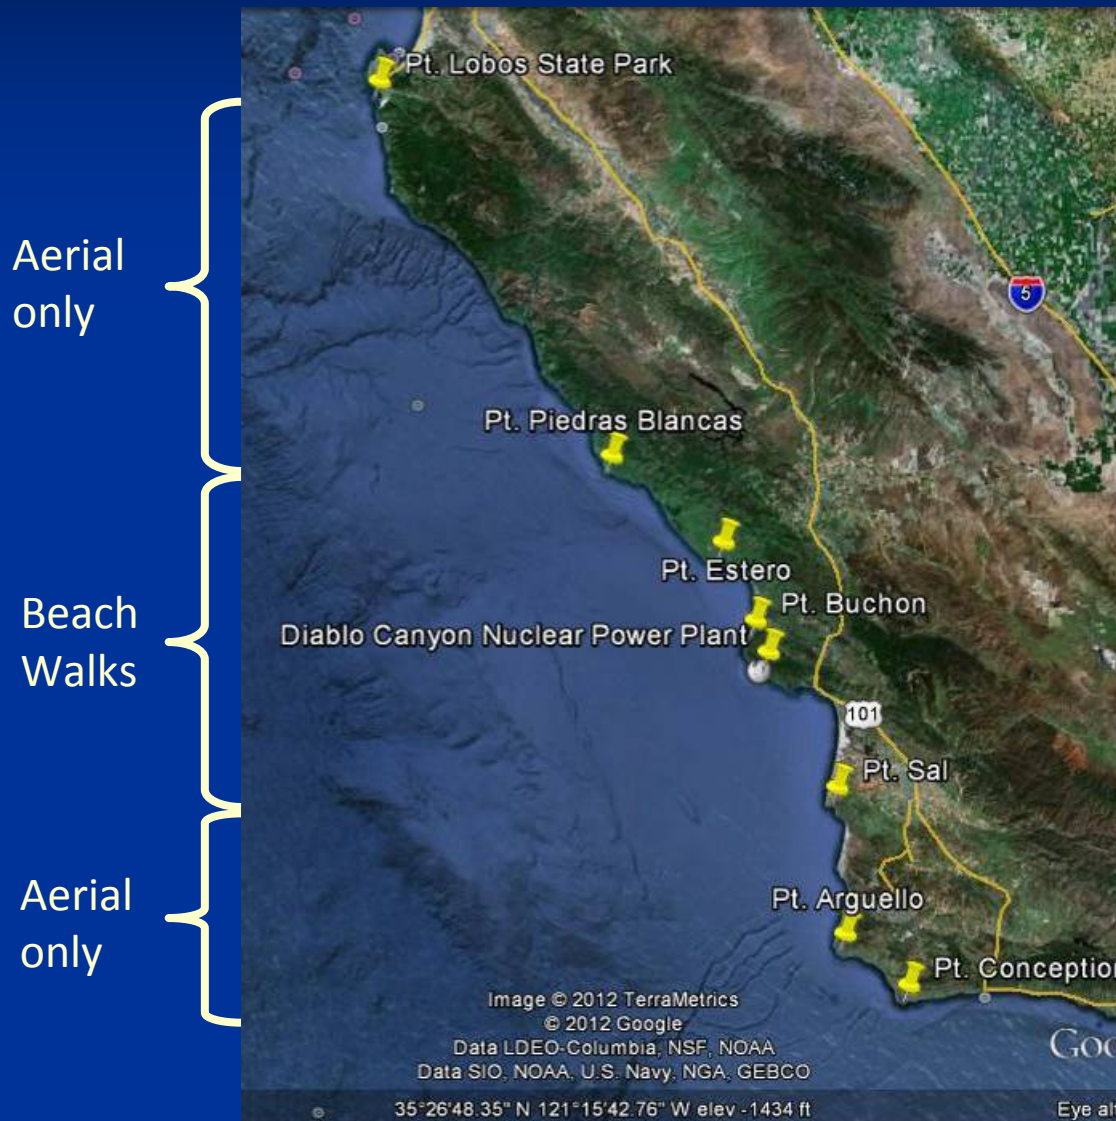 Aerial
only
Beach
Walks
Aerial
only
Pt. Lobos State Park
5
Pt. Piedras Blancas
Pt. Estero
Pt. Buchon
Diablo Canyon Nuclear Power Plant
101
Pt. Sal
Pt. Arguello
Pt. Conception
Image © 2012 TerraMetrics
© 2012 Google
Data LDEO-Columbia, NSF, NOAA
Data SIO, NOAA, U.S. Navy, NGA, GEBCO
Goo
35°26'48.35" N 121°15'42.76" W elev -1434 ft
Eye alt